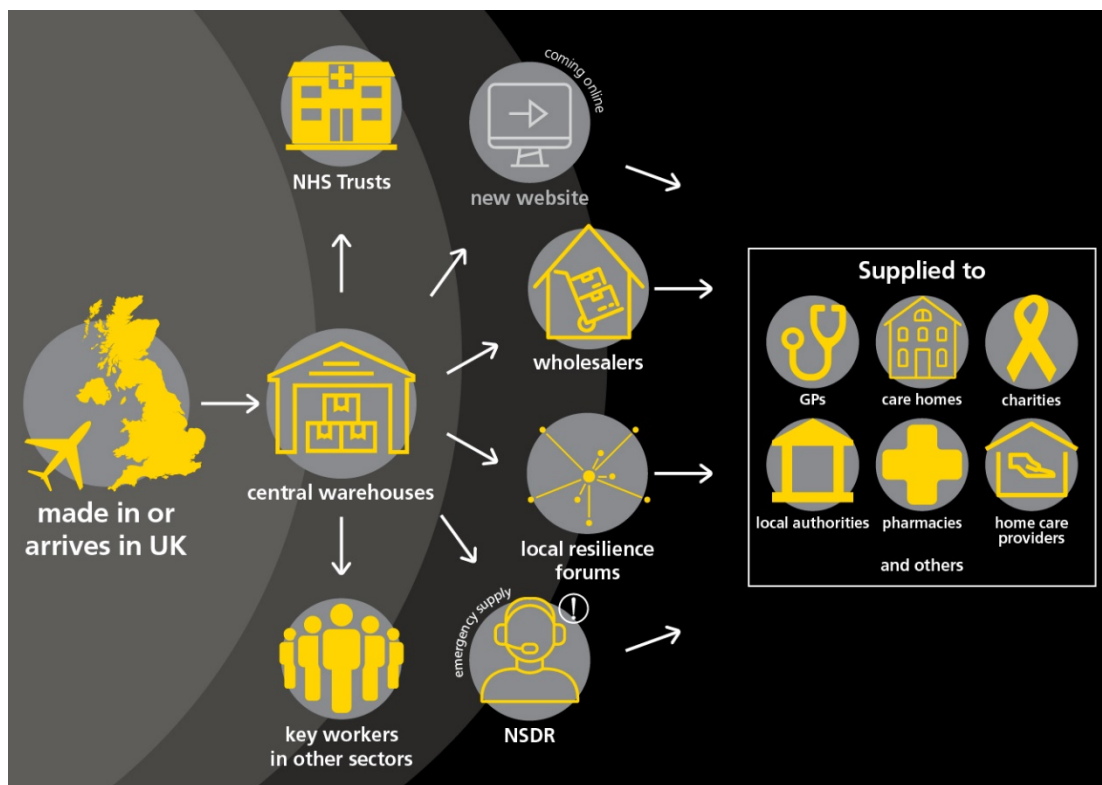 made in or
arrives in UK
NHS Trusts
central warehouses
key workers
in other sectors
coming online
new website
wholesalers
local resilience
forums
emergency supply
!
NSDR
Supplied to
GPs
care homes
charities
local authorities
pharmacies
home care
providers
and others